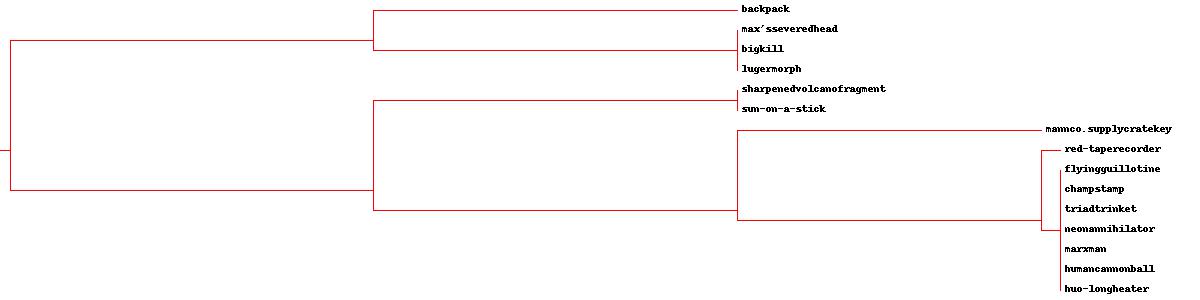 backpack
max'sseveredhead
bigkill
lugermorph
sharpenedvolcanofragment
sun-on-a-stick
mannco.supplycratekey
red-taperecorder
flyingguillotine
champstamp
triadtrinket
neonannihilator
marxman
humancannonball
huo-longheater